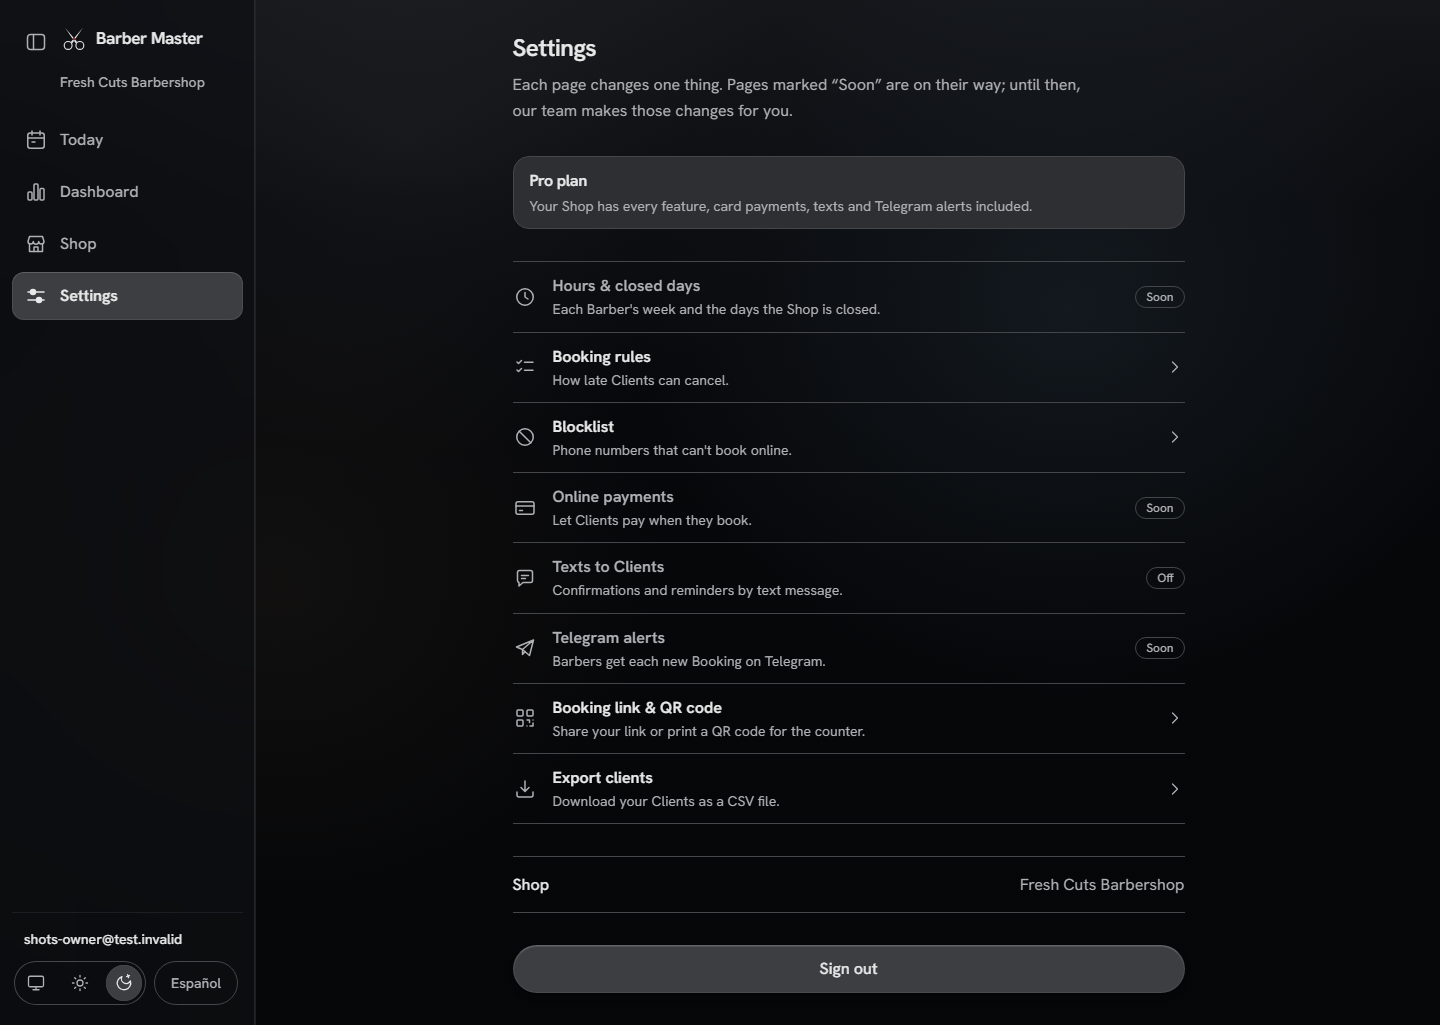 Barber Master
Fresh Cuts Barbershop
Today
Dashboard
Shop
Settings
shots-owner@test.invalid
Español
Settings
Each page changes one thing. Pages marked “Soon” are on their way; until then,
our team makes those changes for you.
Pro plan
Your Shop has every feature, card payments, texts and Telegram alerts included.
Hours & closed days
Each Barber's week and the days the Shop is closed.
Soon
Booking rules
How late Clients can cancel.
Blocklist
Phone numbers that can't book online.
Online payments
Let Clients pay when they book.
Soon
Texts to Clients
Confirmations and reminders by text message.
Off
Telegram alerts
Barbers get each new Booking on Telegram.
Soon
Booking link & QR code
Share your link or print a QR code for the counter.
Export clients
Download your Clients as a CSV file.
Shop
Fresh Cuts Barbershop
Sign out